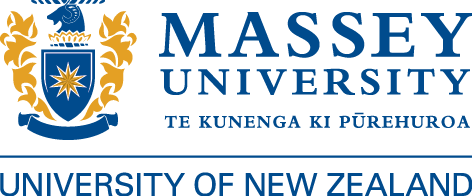 MASSEY
UNIVERSITY
TE KUNENGA KI PŪREHUROA
UNIVERSITY OF NEW ZEALAND